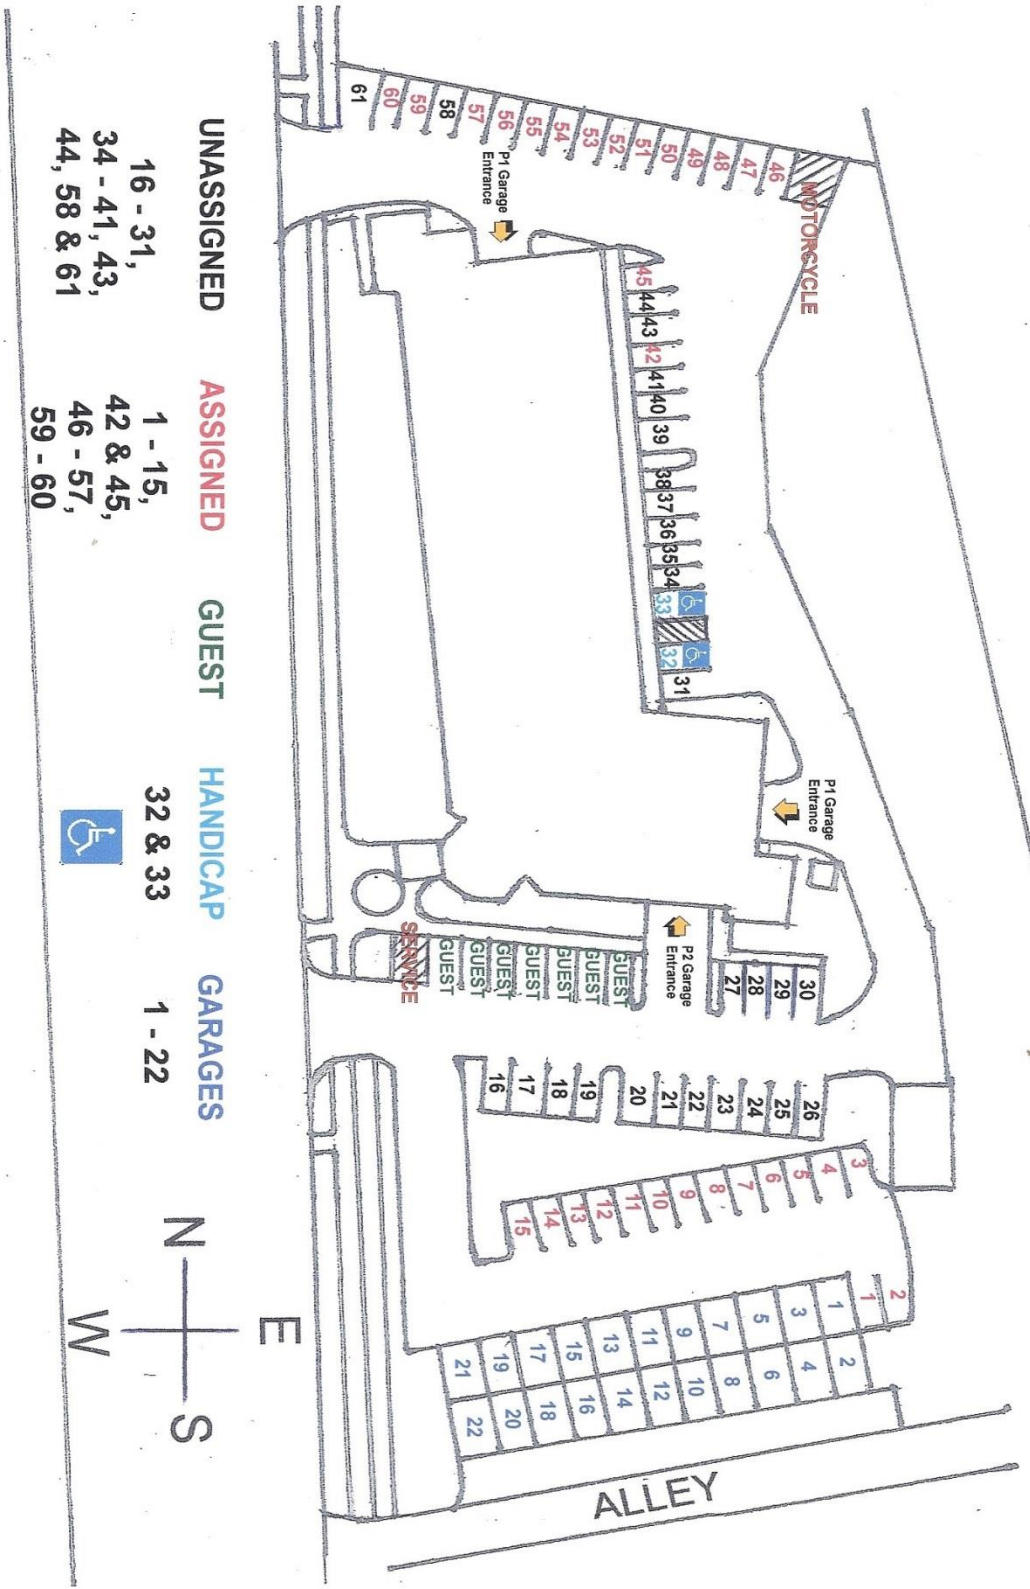 MOTORCYCLE
46
47
48
49
50
51
52
53
54
55
56
57
58
59
60
61
P1 Garage
Entrance
45 44 43 42 41 40 39 38 37 36 35 34 33 32 31
P1 Garage
Entrance
P2 Garage
Entrance
30
29
28
27
GUEST
GUEST
GUEST
GUEST
GUEST
GUEST
GUEST
SERVICE
26
25
24
23
22
21
20
19
18
17
16
3
4
5
6
7
8
9
10
11
12
13
14
15
2
1
1 2
3 4
5 6
7 8
9 10
11 12
13 14
15 16
17 18
19 20
21 22
ALLEY
UNASSIGNED
16 - 31,
34 - 41, 43,
44, 58 & 61
ASSIGNED
1 - 15,
42 & 45,
46 - 57,
59 - 60
GUEST
HANDICAP
32 & 33
GARAGES
1 - 22
E
N S
W